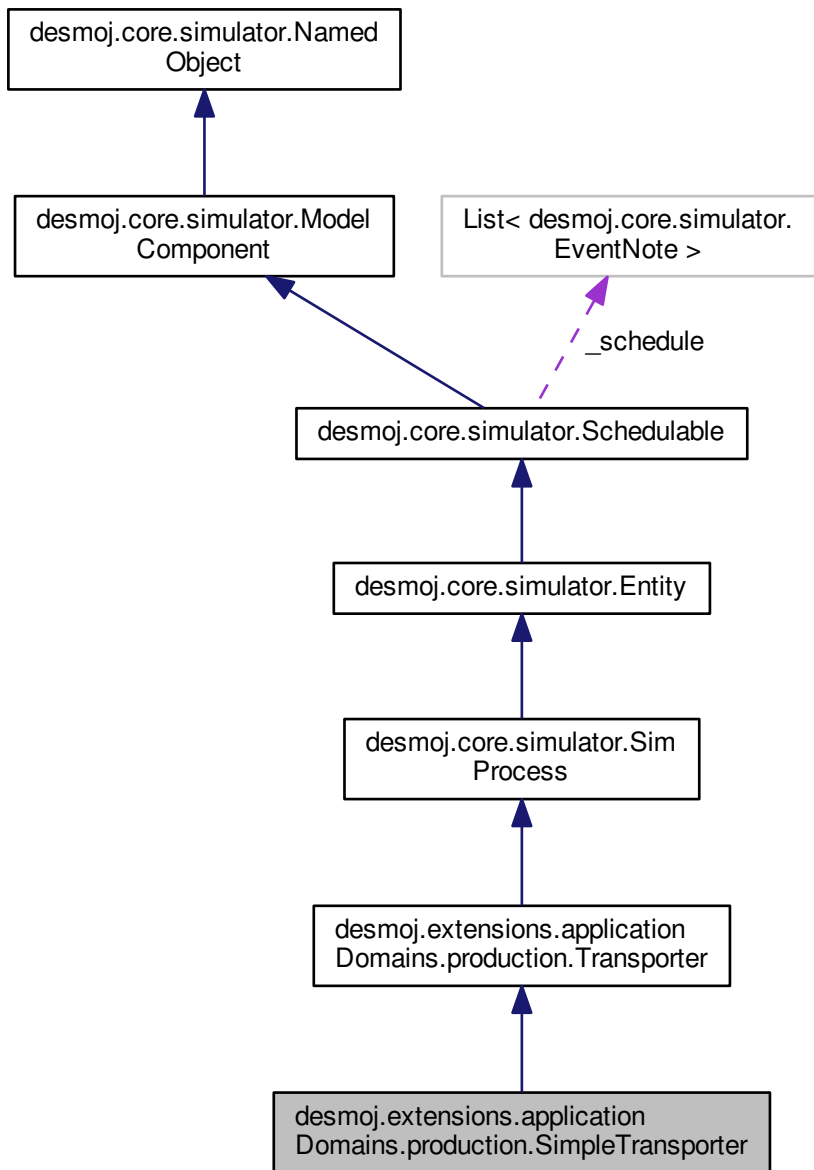 desmoj.core.simulator.Named
Object
desmoj.core.simulator.Model
Component
List< desmoj.core.simulator.
EventNote >
_schedule
desmoj.core.simulator.Schedulable
desmoj.core.simulator.Entity
desmoj.core.simulator.Sim
Process
desmoj.extensions.application
Domains.production.Transporter
desmoj.extensions.application
Domains.production.SimpleTransporter